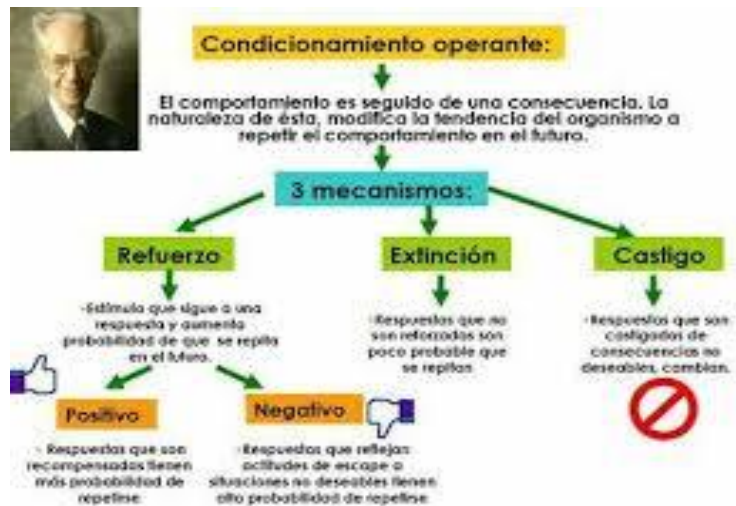 Condicionamiento operante:
El comportamiento es seguido de una consecuencia. La
naturaleza de ésta, modifica la tendencia del organismo a
repetir el comportamiento en el futuro.
3 mecanismos:
Refuerzo
-Estímulo que sigue a una
respuesta y aumenta
probabilidad de que se repita
en el futuro.
Positivo
- Respuestas que son
recompensadas tienen
más probabilidad de
repetirse
Negativo
-Respuestas que reflejan
actitudes de escape a
situaciones no deseables tienen
alta probabilidad de repetirse
Extinción
-Respuestas que no
son reforzadas son
poco probable que
se repitan
Castigo
-Respuestas que son
castigadas de
consecuencias no
deseables, cambian.